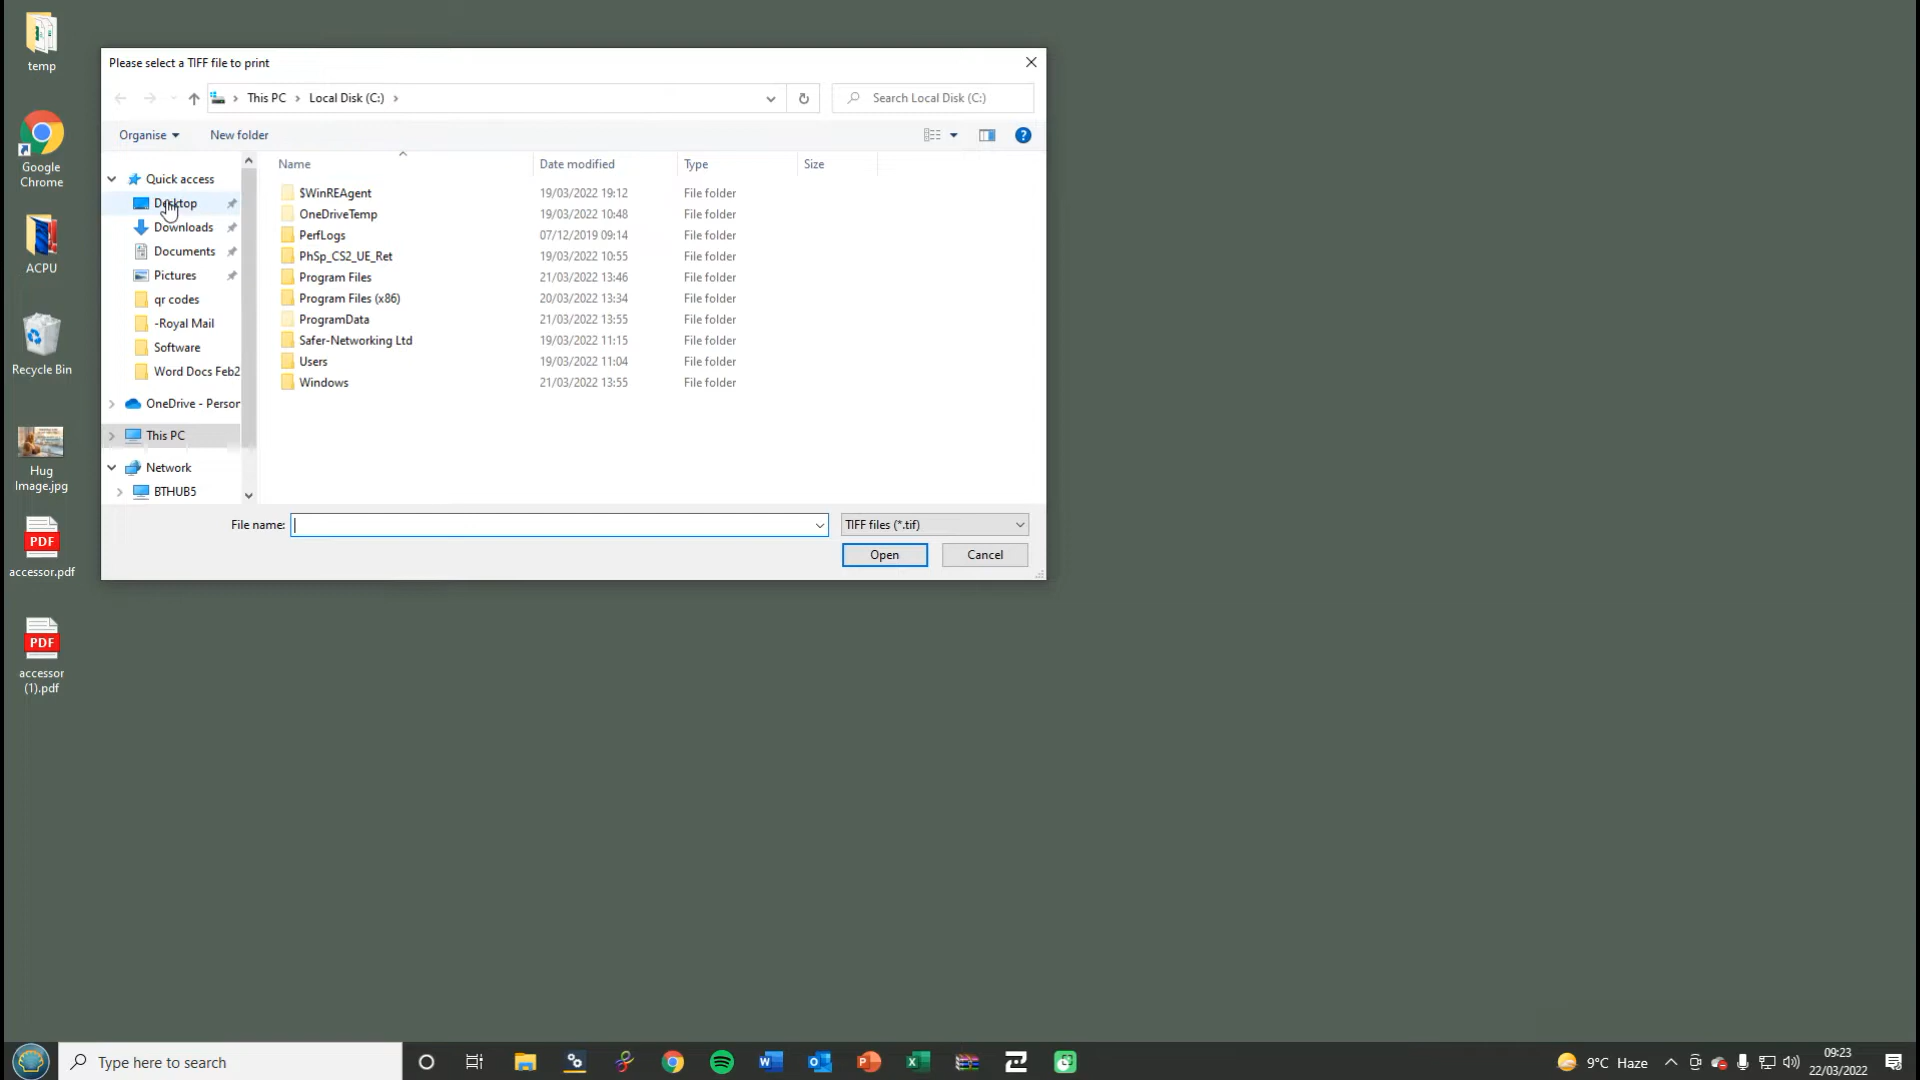 temp
Google
Chrome
ACPU
Recycle Bin
Hug
Image.jpg
PDF
accessor.pdf
PDF
accessor
(1).pdf
Please select a TIFF file to print
This PC
Local Disk (C:)
Search Local Disk (C:)
Organise
New folder
Quick access
Desktop
Downloads
Documents
Pictures
qr codes
-Royal Mail
Software
Word Docs Feb2
OneDrive - Person
This PC
Network
BTHUB5
Name Date modified Type Size
$WinREAgent 19/03/2022 19:12 File folder
OneDriveTemp 19/03/2022 10:48 File folder
PerfLogs 07/12/2019 09:14 File folder
PhSp_CS2_UE_Ret 19/03/2022 10:55 File folder
Program Files 21/03/2022 13:46 File folder
Program Files (x86) 20/03/2022 13:34 File folder
ProgramData 21/03/2022 13:55 File folder
Safer-Networking Ltd 19/03/2022 11:15 File folder
Users 19/03/2022 11:04 File folder
Windows 21/03/2022 13:55 File folder
File name:
TIFF files (*.tif)
Open
Cancel
Type here to search
9°C Haze
09:23
22/03/2022